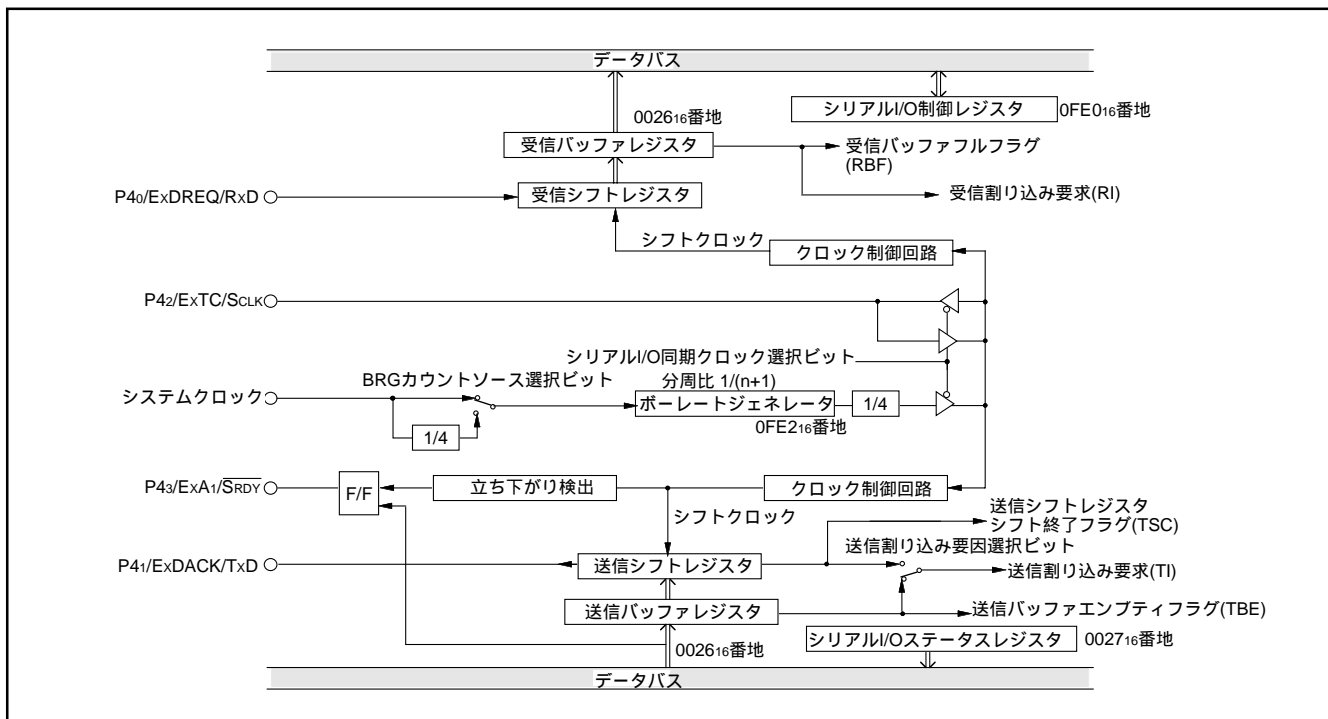 データバス
シリアルI/O制御レジスタ 0FE016番地
002616番地
受信バッファレジスタ
受信バッファフルフラグ
(RBF)
P40/EXDREQ/RXD
受信シフトレジスタ
受信割り込み要求(RI)
シフトクロック
クロック制御回路
P42/EXTC/SCLK
シリアルI/O同期クロック選択ビット
BRGカウントソース選択ビット
分周比 1/(n+1)
システムクロック
ボーレートジェネレータ
1/4
1/4
0FE216番地
P43/EXA1/SRDY
F/F
立ち下がり検出
クロック制御回路
シフトクロック
送信シフトレジスタ
シフト終了フラグ(TSC)
送信割り込み要因選択ビット
P41/EXDACK/TXD
送信シフトレジスタ
送信割り込み要求(TI)
送信バッファレジスタ
送信バッファエンプティフラグ(TBE)
002616番地
シリアルI/Oステータスレジスタ 002716番地
データバス